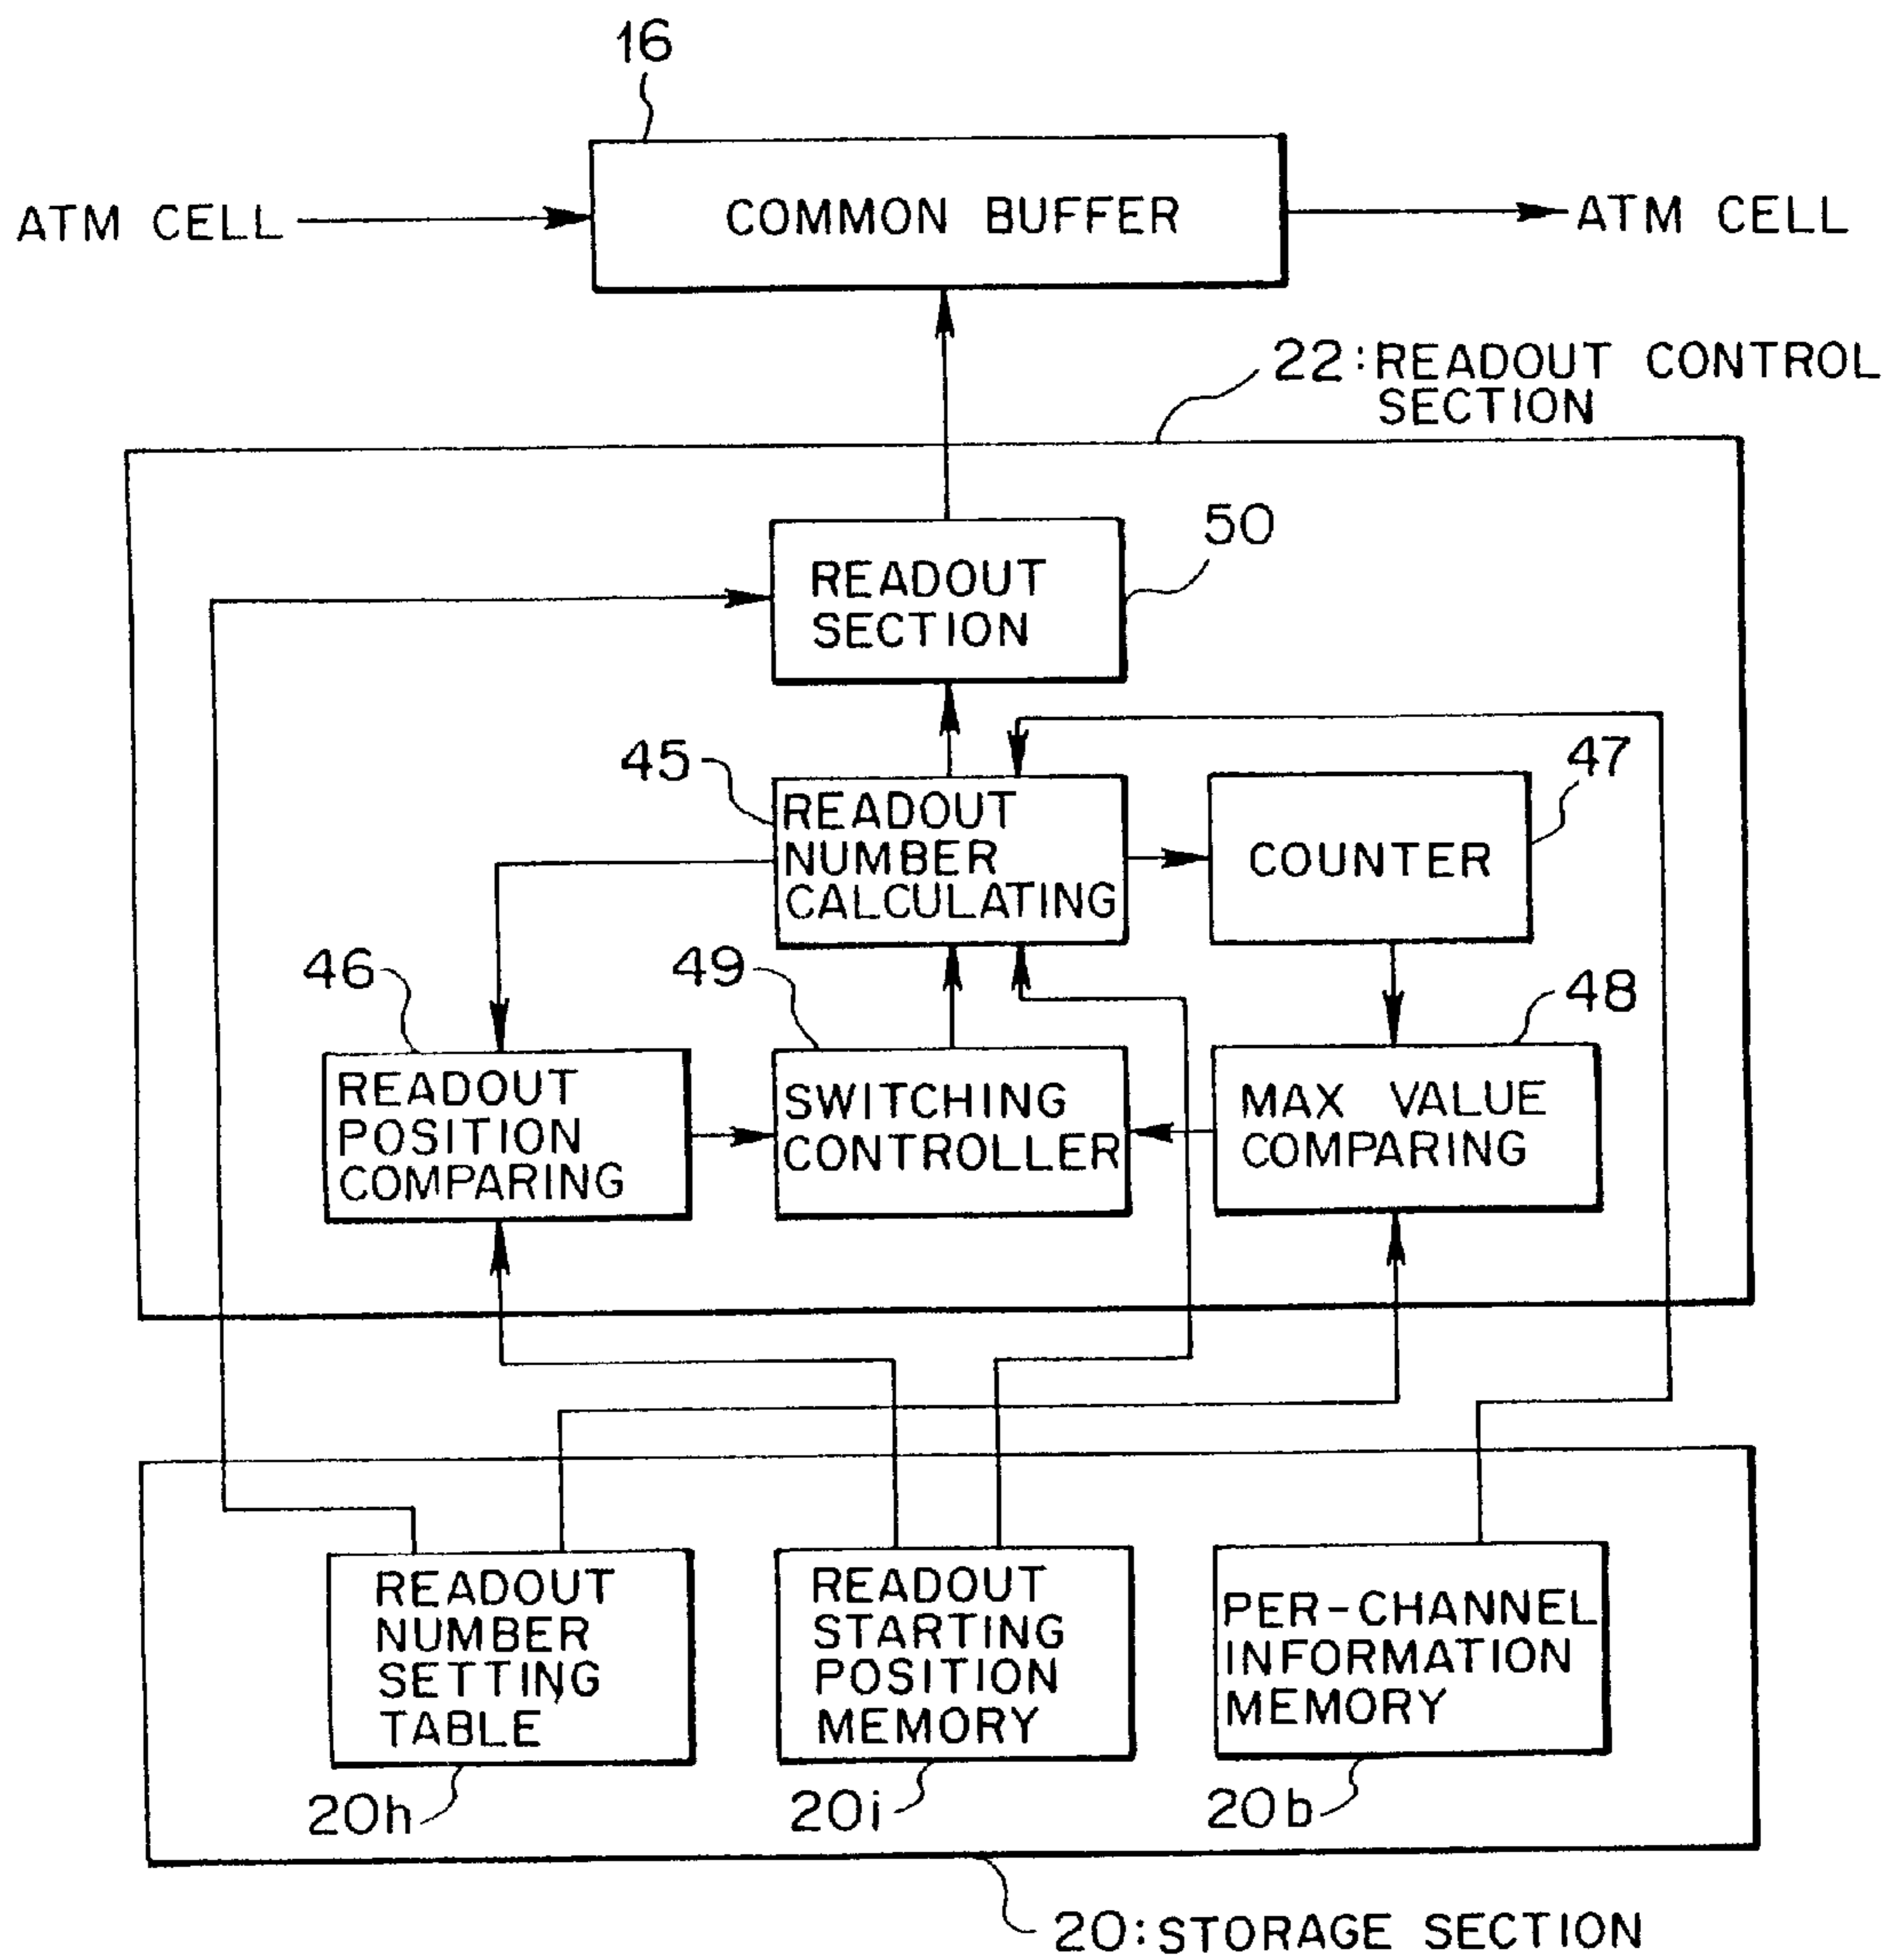 16
ATM CELL
COMMON BUFFER
ATM CELL
22:READOUT CONTROL
SECTION
50
READOUT
SECTION
45
READOUT
NUMBER
CALCULATING
47
COUNTER
46
READOUT
POSITION
COMPARING
49
SWITCHING
CONTROLLER
48
MAX VALUE
COMPARING
READOUT
NUMBER
SETTING
TABLE
20h
READOUT
STARTING
POSITION
MEMORY
20i
PER-CHANNEL
INFORMATION
MEMORY
20b
20:STORAGE SECTION